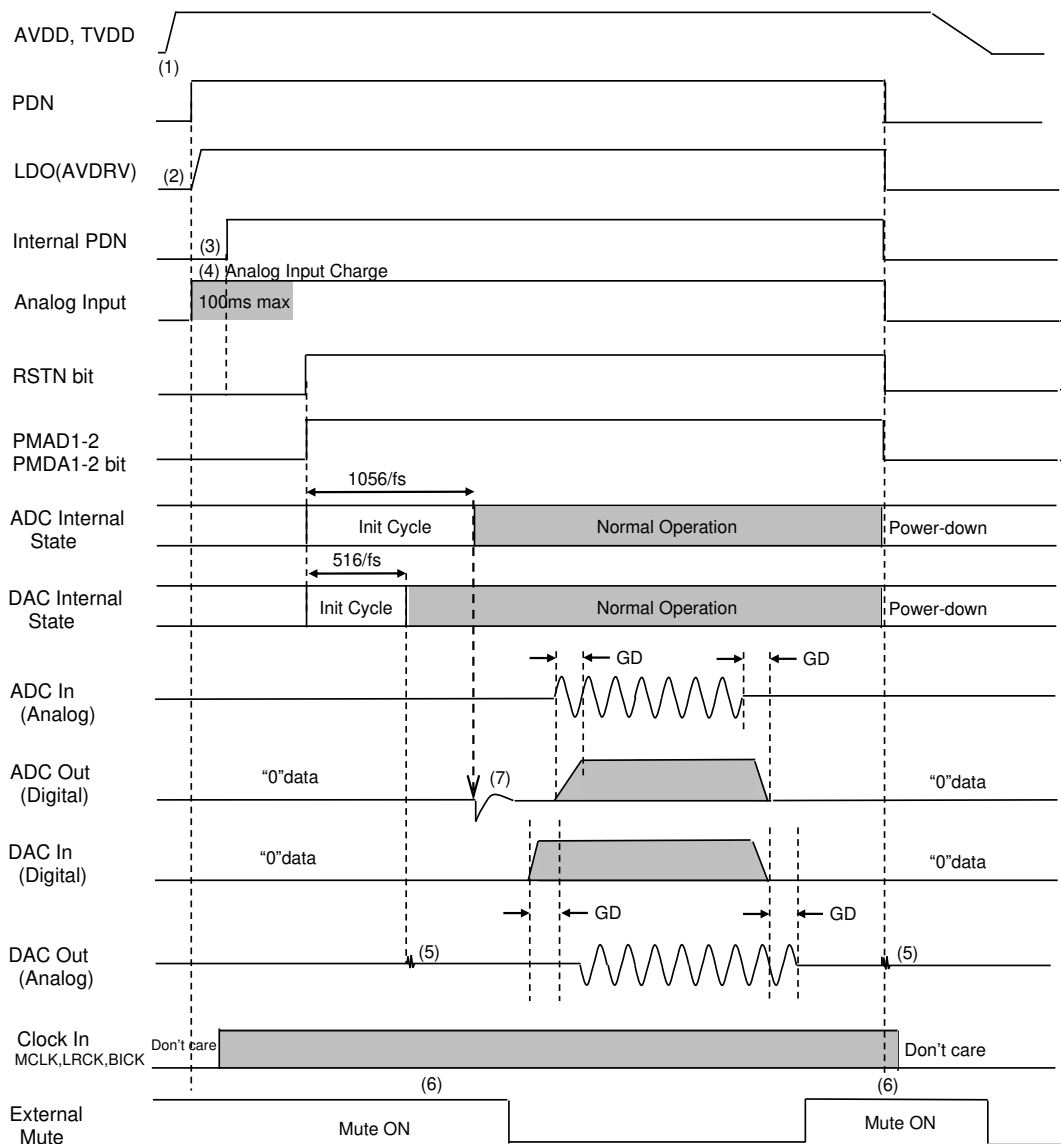 AVDD, TVDD
(1)
PDN
LDO(AVDRV)
(2)
Internal PDN
(3)
(4) Analog Input Charge
Analog Input
100ms max
RSTN bit
PMAD1-2
PMDA1-2 bit
1056/fs
ADC Internal
State
Init Cycle
Normal Operation
Power-down
516/fs
DAC Internal
State
Init Cycle
Normal Operation
Power-down
GD
GD
ADC In
(Analog)
ADC Out
(Digital)
“0”data
(7)
“0”data
DAC In
(Digital)
“0”data
“0”data
GD
GD
DAC Out
(Analog)
(5)
(5)
Clock In
MCLK,LRCK,BICK
Don’t care
Don’t care
(6)
(6)
External
Mute
Mute ON
Mute ON